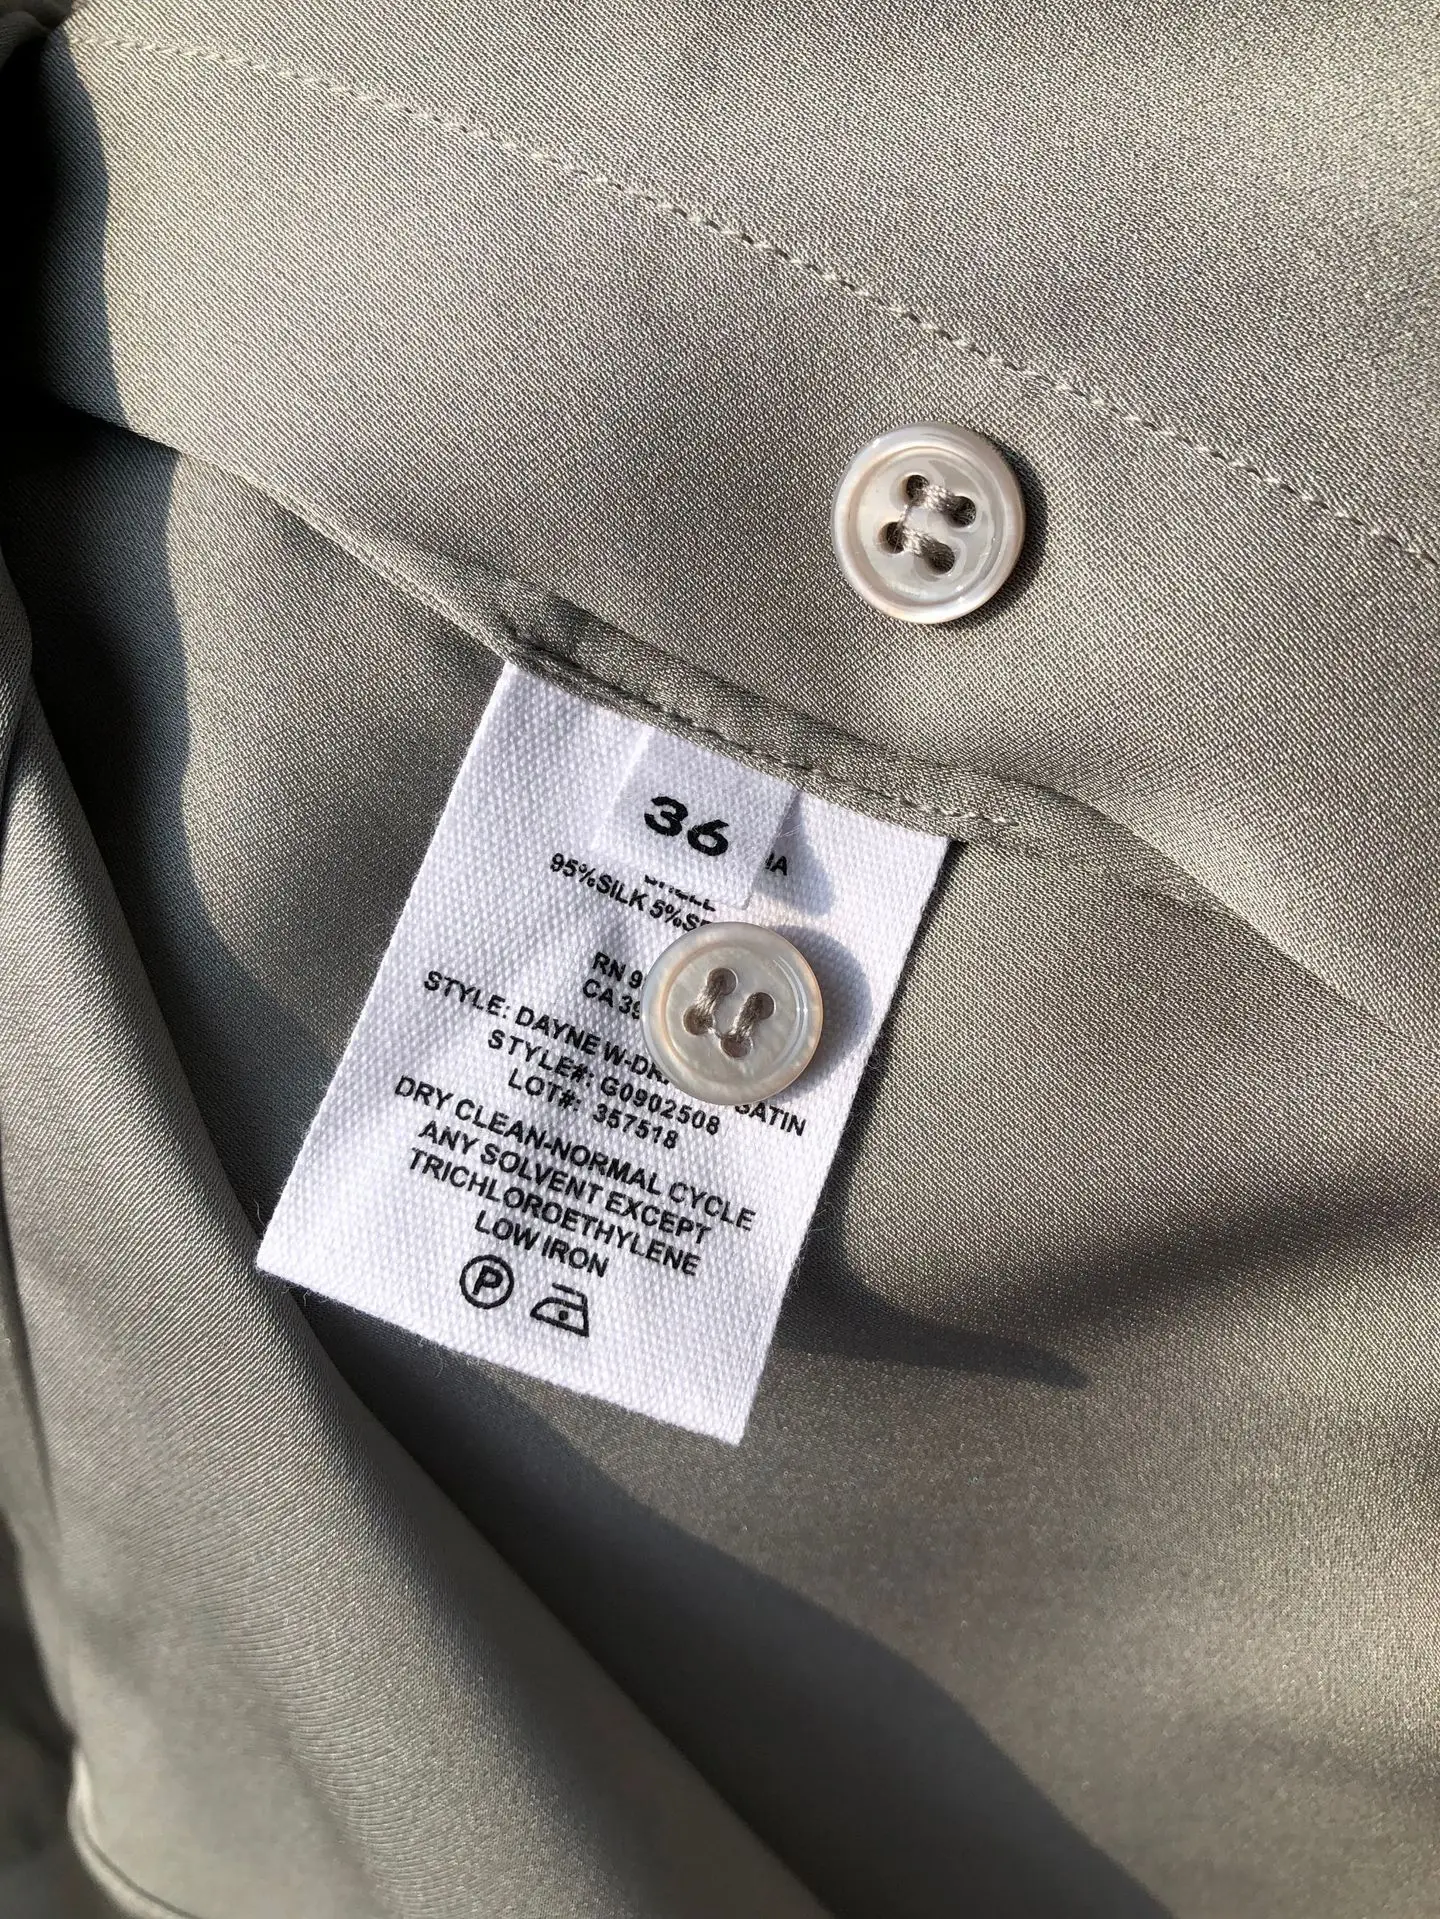 36
95%SILK 5%
RN 9
CA 39
STYLE: DAYNE W-DR SATIN
STYLE#: G0902508
LOT#: 357518
DRY CLEAN-NORMAL CYCLE
ANY SOLVENT EXCEPT
TRICHLOROETHYLENE
LOW IRON
P